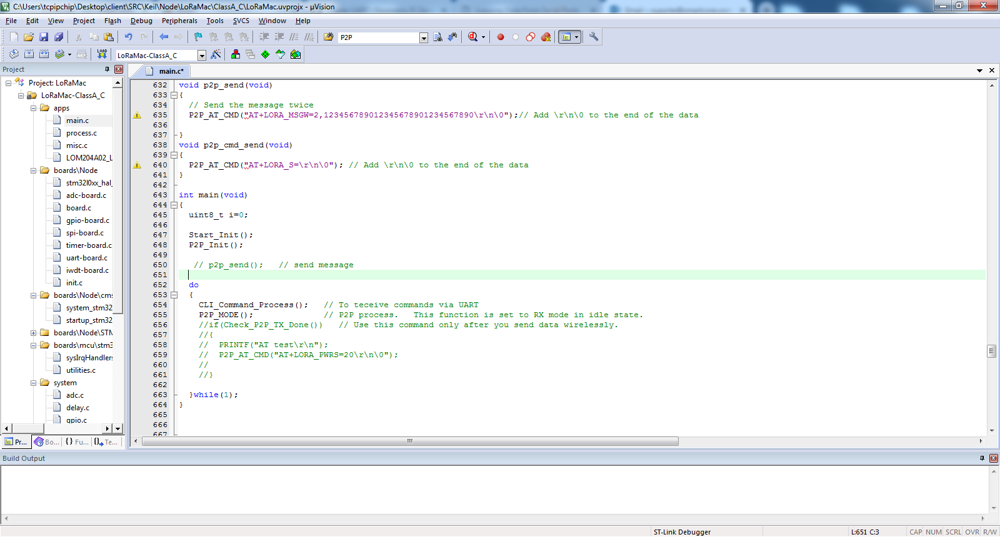 C:\Users\tcpipchip\Desktop\client\SRC\Keil\Node\LoRaMac\ClassA_C\LoRaMac.uvprojx - µVision
File Edit View Project Flash Debug Peripherals Tools SVCS Window Help
P2P
LOAD
LoRaMac-ClassA_C
Project
main.c*
Project: LoRaMac
LoRaMac-ClassA_C
apps
main.c
process.c
misc.c
LOM204A02_L
boards\Node
stm32l0xx_hal_
adc-board.c
board.c
gpio-board.c
spi-board.c
timer-board.c
uart-board.c
iwdt-board.c
init.c
boards\Node\cms
system_stm32
startup_stm32
boards\Node\STM
boards\mcu\stm3
sysIrqHandlers
utilities.c
system
adc.c
delay.c
gpio.c
Pr... Bo... {} Fu... Te...
632 void p2p_send(void)
633 {
634 // Send the message twice
635 P2P_AT_CMD("AT+LORA_MSGW=2,123456789012345678901234567890\r\n\0");// Add \r\n\0 to the end of the data
636
637 }
638 void p2p_cmd_send(void)
639 {
640 P2P_AT_CMD("AT+LORA_S=\r\n\0"); // Add \r\n\0 to the end of the data
641 }
642
643 int main(void)
644 {
645 uint8_t i=0;
646
647 Start_Init();
648 P2P_Init();
649
650 // p2p_send(); // send message
651
652 do
653 {
654 CLI_Command_Process(); // To teceive commands via UART
655 P2P_MODE(); // P2P process. This function is set to RX mode in idle state.
656 //if(Check_P2P_TX_Done()) // Use this command only after you send data wirelessly.
657 //{
658 // PRINTF("AT test\r\n");
659 // P2P_AT_CMD("AT+LORA_PWRS=20\r\n\0");
660 //
661 //}
662
663 }while(1);
664 }
665
666
667
Build Output
ST-Link Debugger
L:651 C:3
CAP NUM SCRL OVR R/W